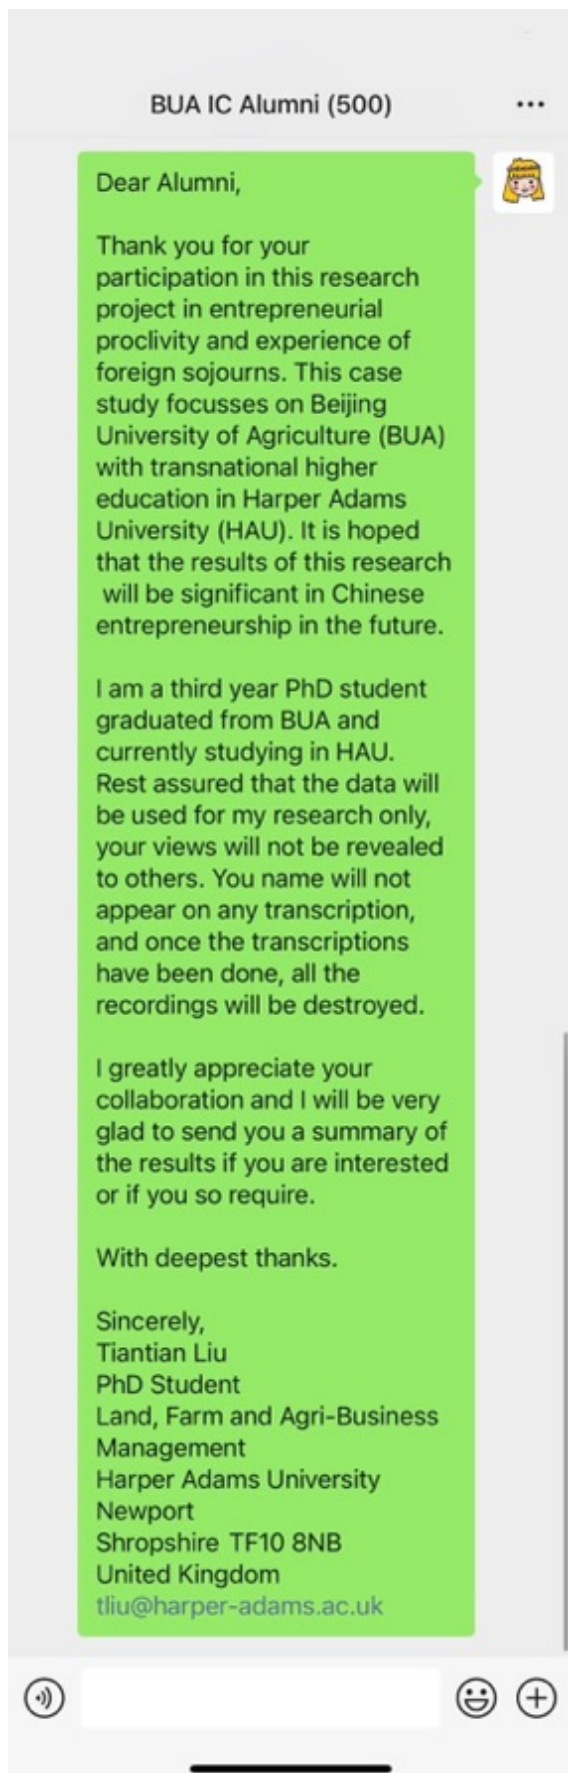 BUA IC Alumni (500)
Dear Alumni,
Thank you for your
participation in this research
project in entrepreneurial
proclivity and experience of
foreign sojourns. This case
study focusses on Beijing
University of Agriculture (BUA)
with transnational higher
education in Harper Adams
University (HAU). It is hoped
that the results of this research
will be significant in Chinese
entrepreneurship in the future.
I am a third year PhD student
graduated from BUA and
currently studying in HAU.
Rest assured that the data will
be used for my research only,
your views will not be revealed
to others. You name will not
appear on any transcription,
and once the transcriptions
have been done, all the
recordings will be destroyed.
I greatly appreciate your
collaboration and I will be very
glad to send you a summary of
the results if you are interested
or if you so require.
With deepest thanks.
Sincerely,
Tiantian Liu
PhD Student
Land, Farm and Agri-Business
Management
Harper Adams University
Newport
Shropshire TF10 8NB
United Kingdom
tliu@harper-adams.ac.uk